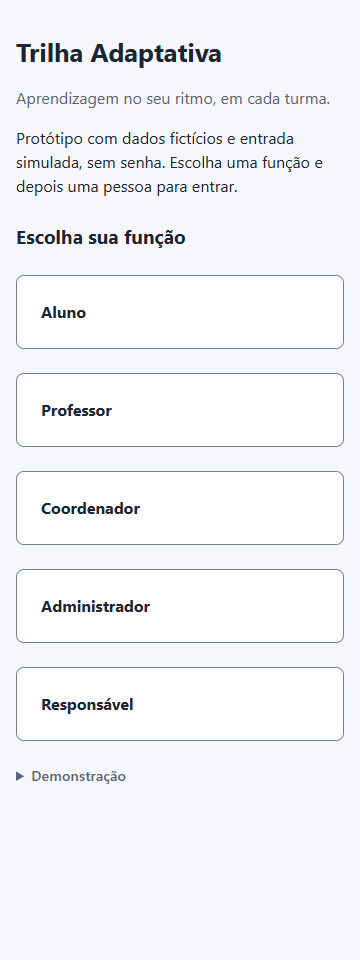 Trilha Adaptativa
Aprendizagem no seu ritmo, em cada turma.
Protótipo com dados fictícios e entrada
simulada, sem senha. Escolha uma função e
depois uma pessoa para entrar.
Escolha sua função
Aluno
Professor
Coordenador
Administrador
Responsável
Demonstração